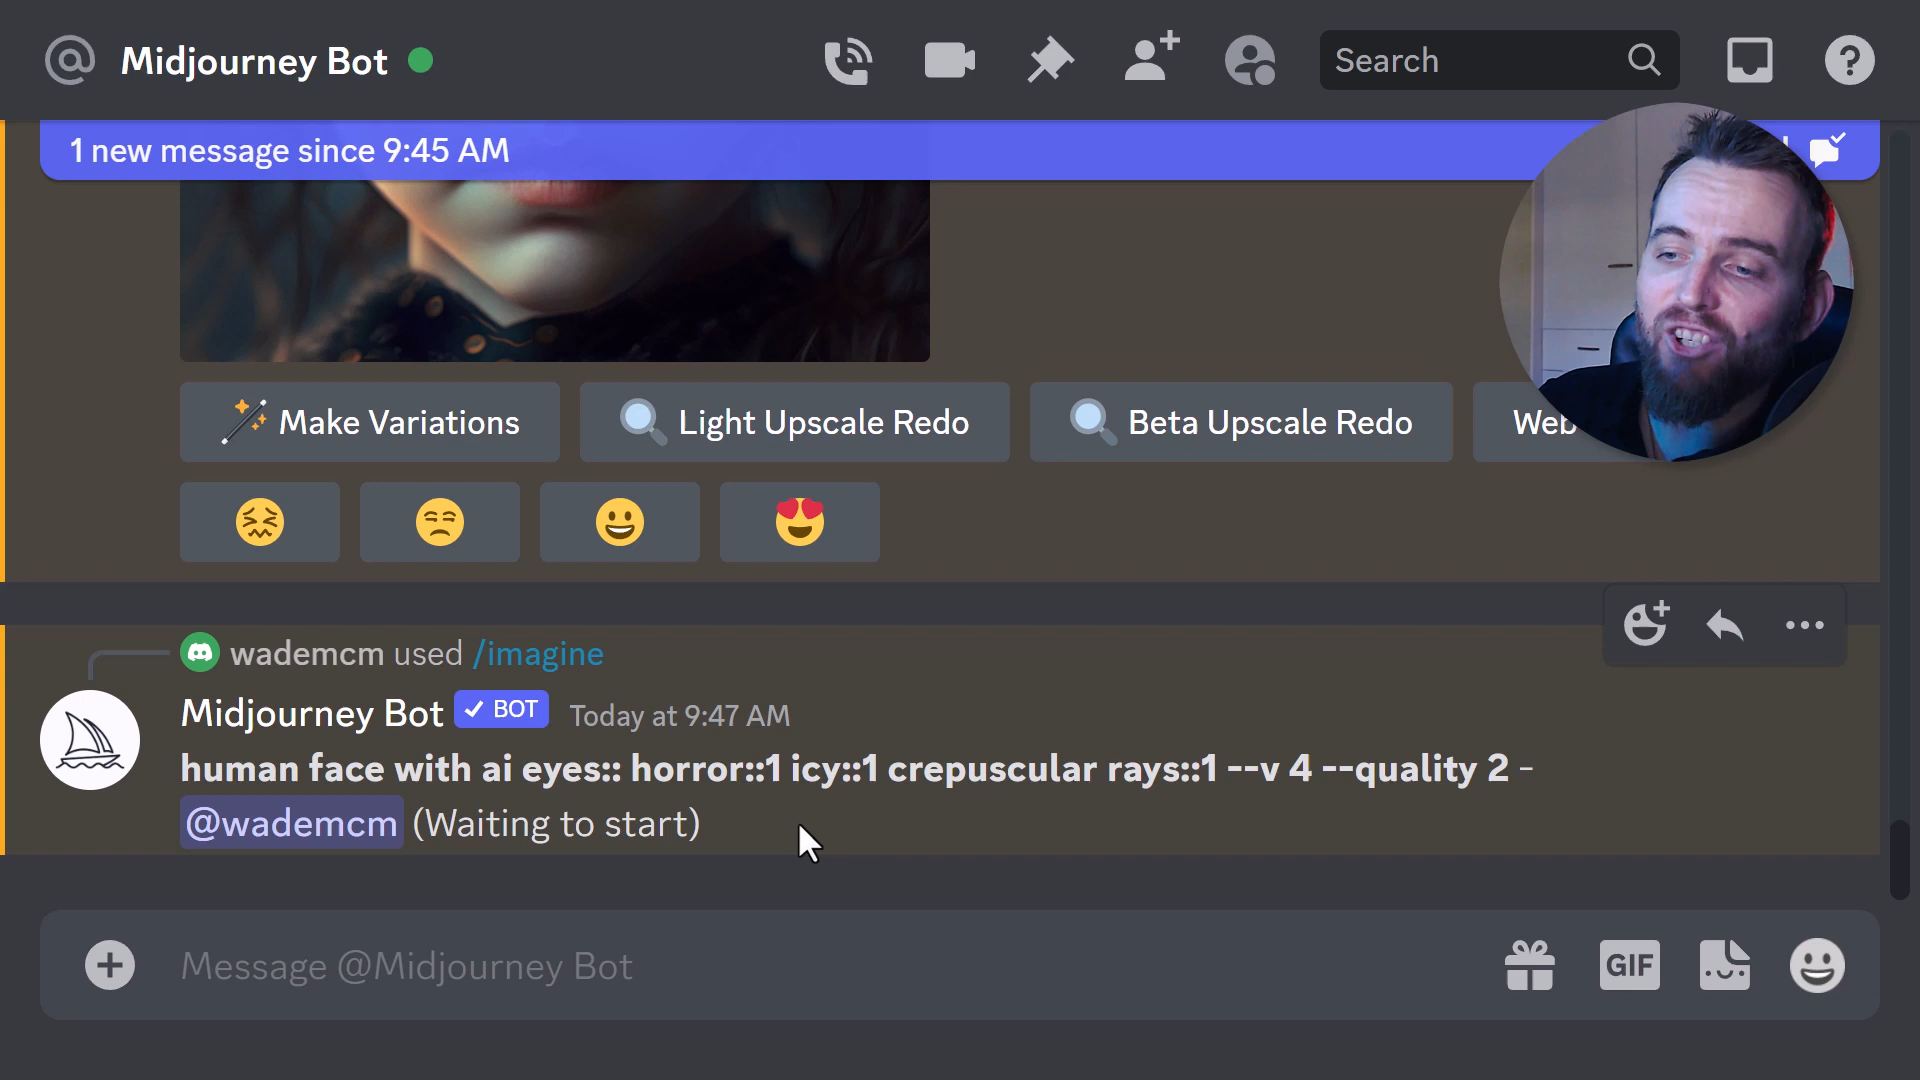 Midjourney Bot
Search
1 new message since 9:45 AM
Make Variations
Light Upscale Redo
Beta Upscale Redo
Web
wademcm used /imagine
Midjourney Bot BOT Today at 9:47 AM
human face with ai eyes:: horror::1 icy::1 crepuscular rays::1 --v 4 --quality 2 -
@wademcm (Waiting to start)
Message @Midjourney Bot
GIF